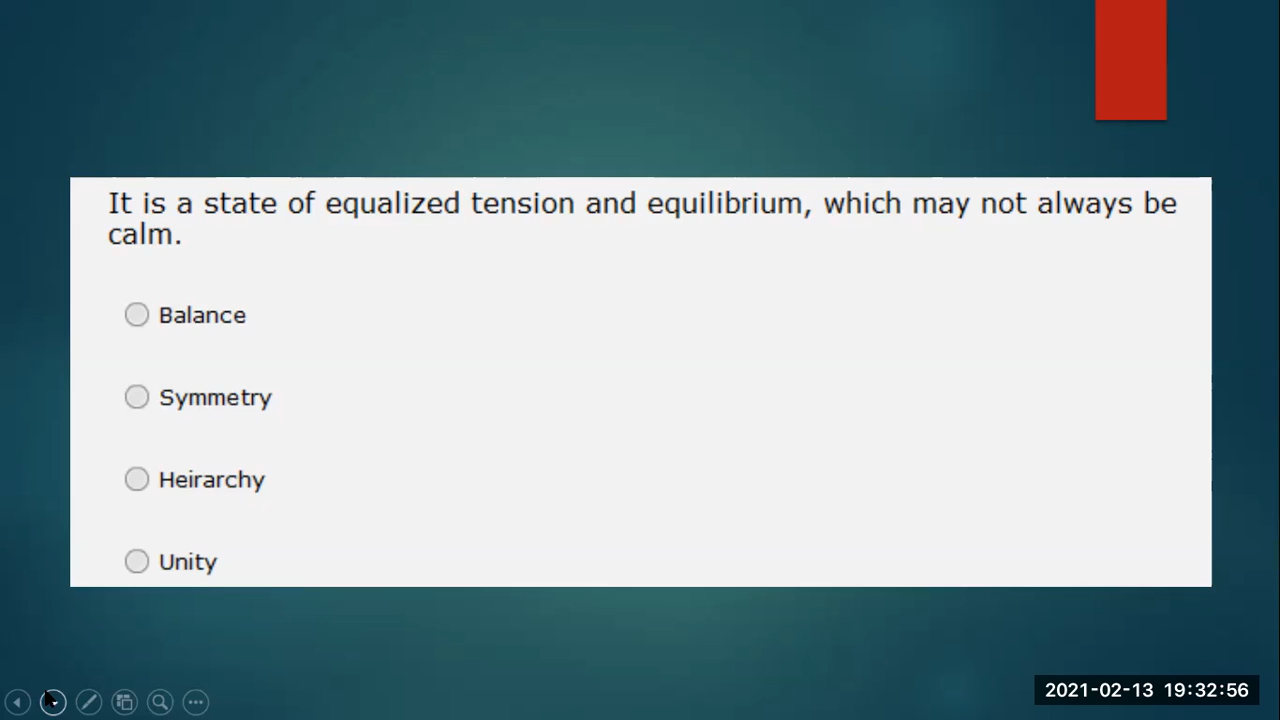 It is a state of equalized tension and equilibrium, which may not always be
calm.
Balance
Symmetry
Heirarchy
Unity
2021-02-13 19:32:56